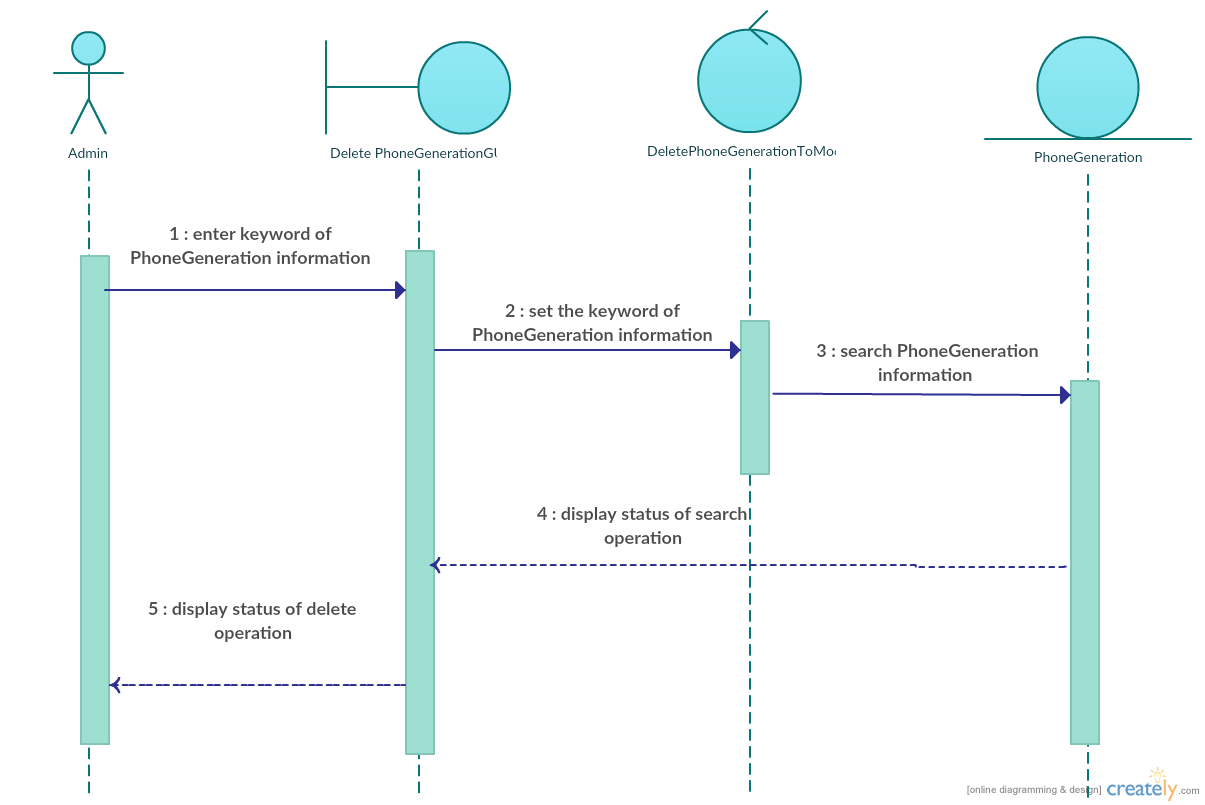 Admin
Delete PhoneGenerationGU
DeletePhoneGenerationToMo
PhoneGeneration
1 : enter keyword of
PhoneGeneration information
2 : set the keyword of
PhoneGeneration information
3 : search PhoneGeneration
information
4 : display status of search
operation
5 : display status of delete
operation
[online diagramming & design] creately.com